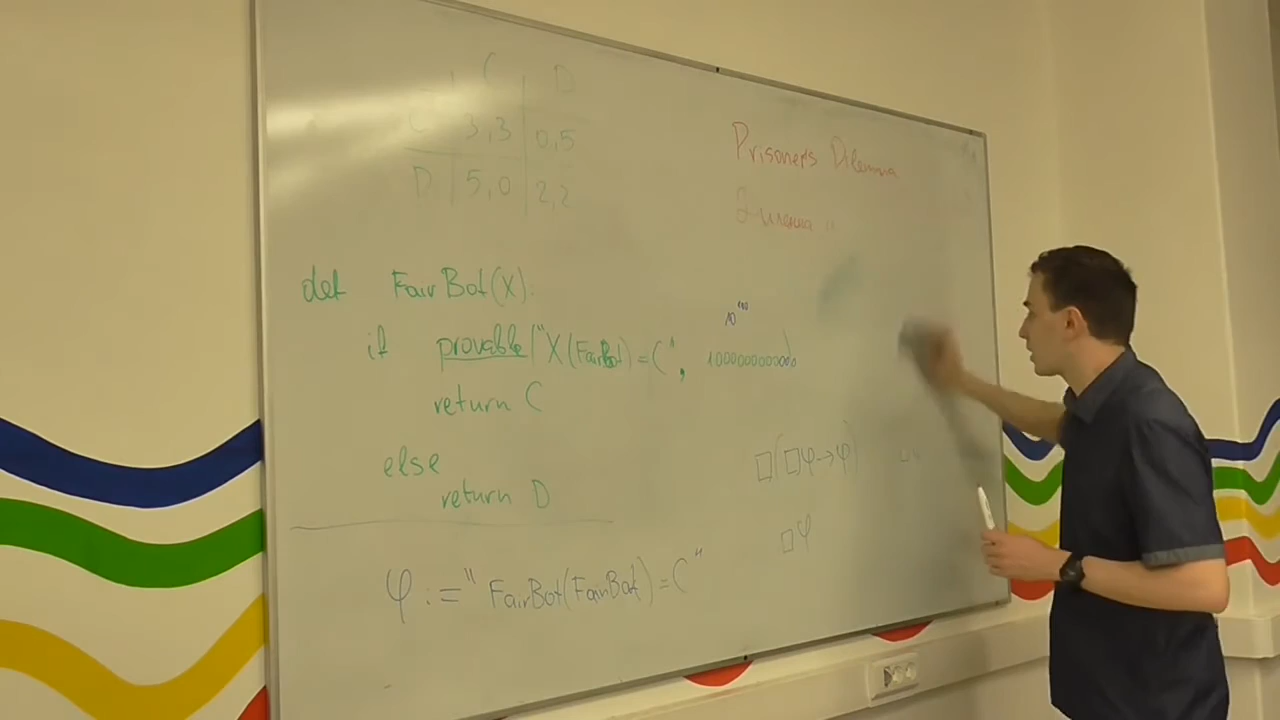 C D
C 3,3 0,5
D 5,0 2,2
Prisoner's Dilemma
def FairBot(X):
if provable("X(FairBot)=C",
10
1000000000000
return C
else
return D
□(□φ→φ)
□φ
φ:="FairBot(FairBot)=C"